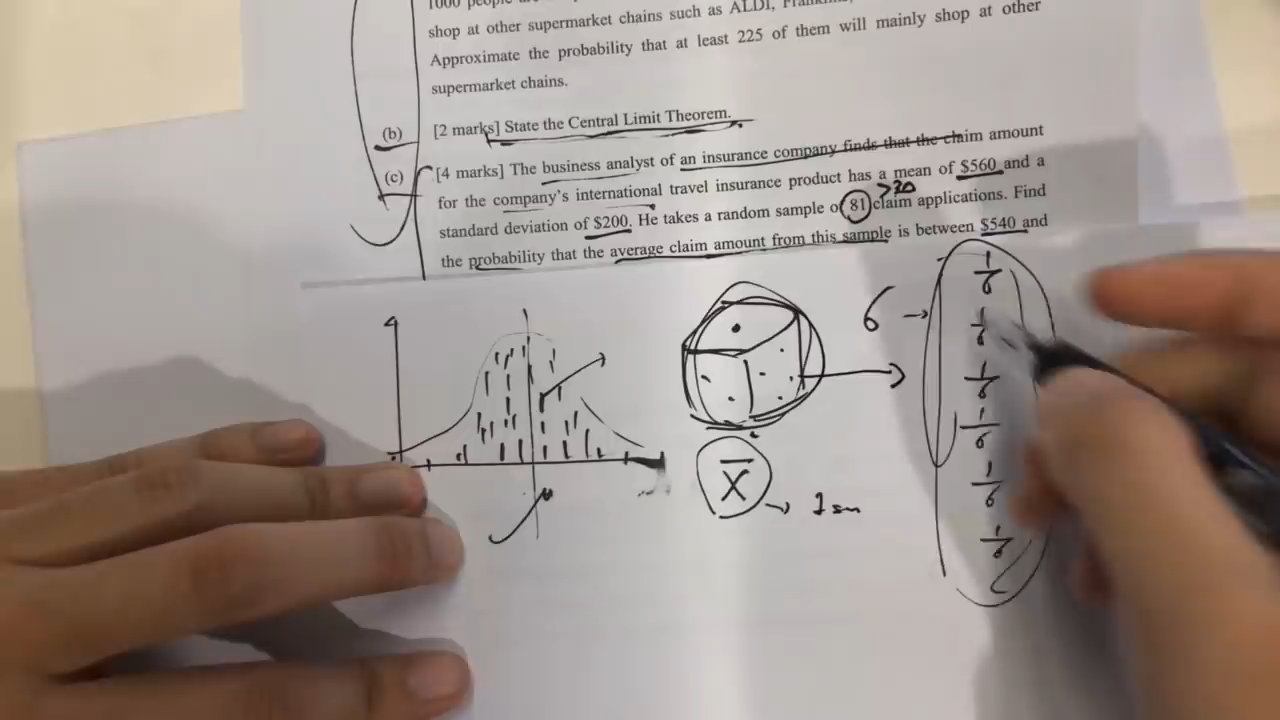 1000 people
shop at other supermarket chains such as ALDI,
Approximate the probability that at least 225 of them will mainly shop at other
supermarket chains.
(b) [2 marks] State the Central Limit Theorem.
(c) [4 marks] The business analyst of an insurance company finds that the claim amount
for the company's international travel insurance product has a mean of $560 and a
>30
standard deviation of $200. He takes a random sample of 81 claim applications. Find
the probability that the average claim amount from this sample is between $540 and
6 →
1/6
1/6
1/6
1/6
1/6
1/6
X̄